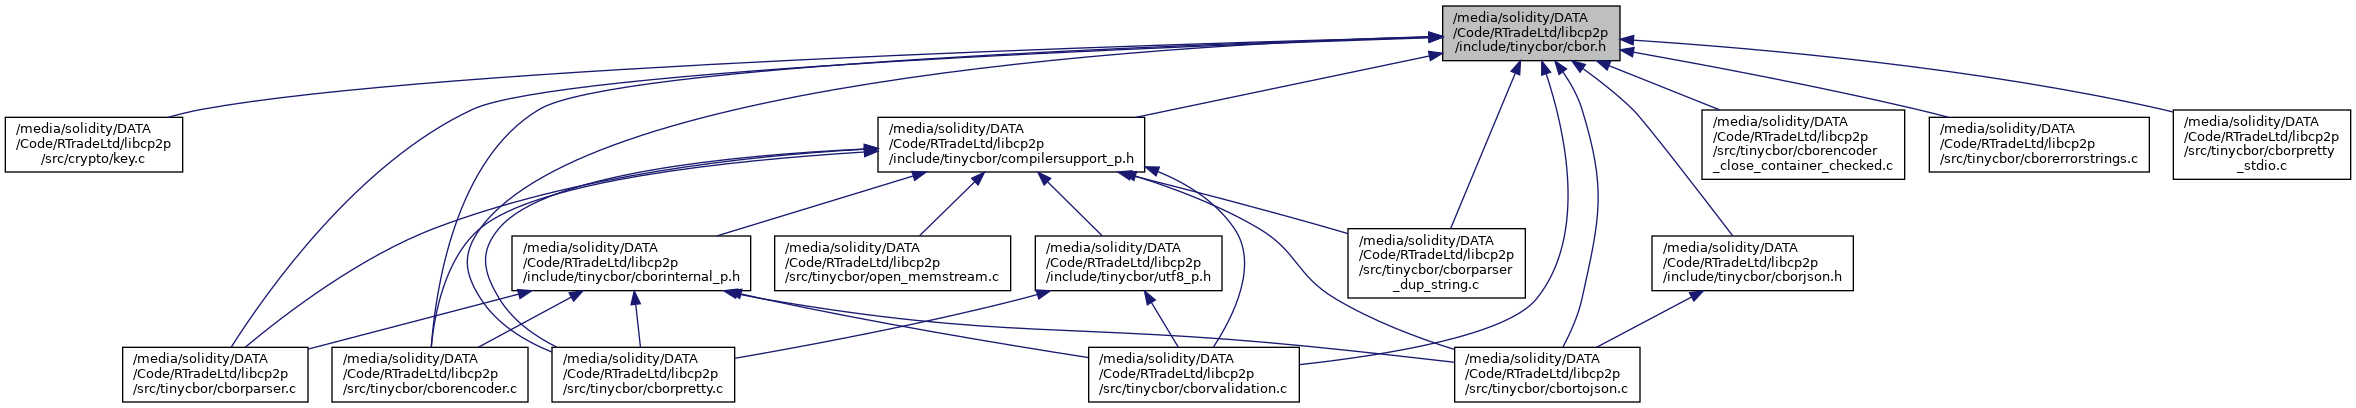 /media/solidity/DATA
/Code/RTradeLtd/libcp2p
/include/tinycbor/cbor.h
/media/solidity/DATA
/Code/RTradeLtd/libcp2p
/src/crypto/key.c
/media/solidity/DATA
/Code/RTradeLtd/libcp2p
/include/tinycbor/compilersupport_p.h
/media/solidity/DATA
/Code/RTradeLtd/libcp2p
/src/tinycbor/cborencoder
_close_container_checked.c
/media/solidity/DATA
/Code/RTradeLtd/libcp2p
/src/tinycbor/cborerrorstrings.c
/media/solidity/DATA
/Code/RTradeLtd/libcp2p
/src/tinycbor/cborpretty
_stdio.c
/media/solidity/DATA
/Code/RTradeLtd/libcp2p
/include/tinycbor/cborinternal_p.h
/media/solidity/DATA
/Code/RTradeLtd/libcp2p
/src/tinycbor/open_memstream.c
/media/solidity/DATA
/Code/RTradeLtd/libcp2p
/include/tinycbor/utf8_p.h
/media/solidity/DATA
/Code/RTradeLtd/libcp2p
/src/tinycbor/cborparser
_dup_string.c
/media/solidity/DATA
/Code/RTradeLtd/libcp2p
/include/tinycbor/cborjson.h
/media/solidity/DATA
/Code/RTradeLtd/libcp2p
/src/tinycbor/cborparser.c
/media/solidity/DATA
/Code/RTradeLtd/libcp2p
/src/tinycbor/cborencoder.c
/media/solidity/DATA
/Code/RTradeLtd/libcp2p
/src/tinycbor/cborpretty.c
/media/solidity/DATA
/Code/RTradeLtd/libcp2p
/src/tinycbor/cborvalidation.c
/media/solidity/DATA
/Code/RTradeLtd/libcp2p
/src/tinycbor/cbortojson.c